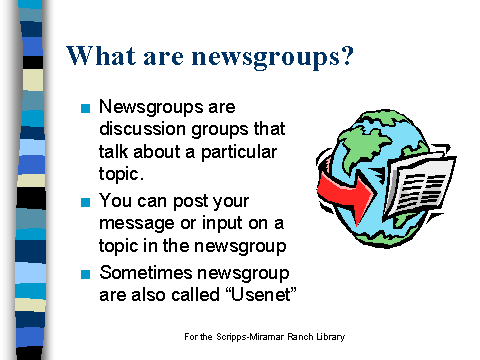 What are newsgroups?
Newsgroups are
discussion groups that
talk about a particular
topic.
You can post your
message or input on a
topic in the newsgroup
Sometimes newsgroup
are also called “Usenet”
For the Scripps-Miramar Ranch Library